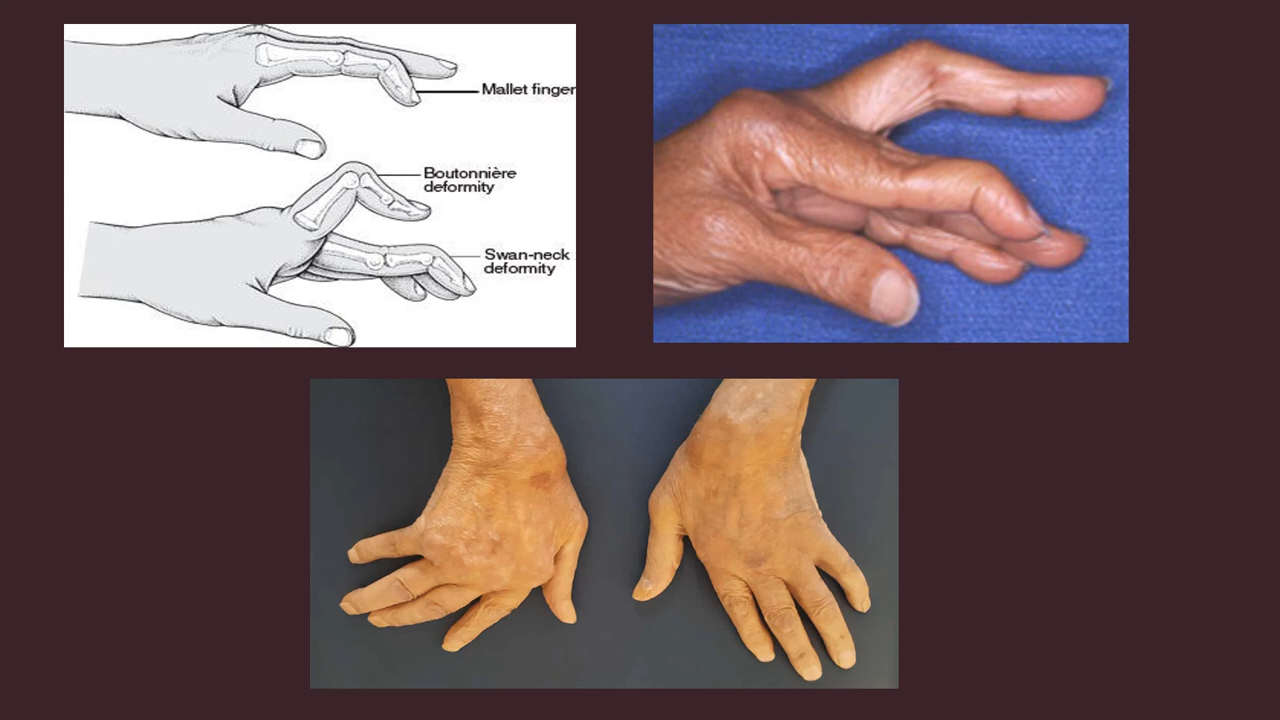 Mallet finger
Boutonnière
deformity
Swan-neck
deformity